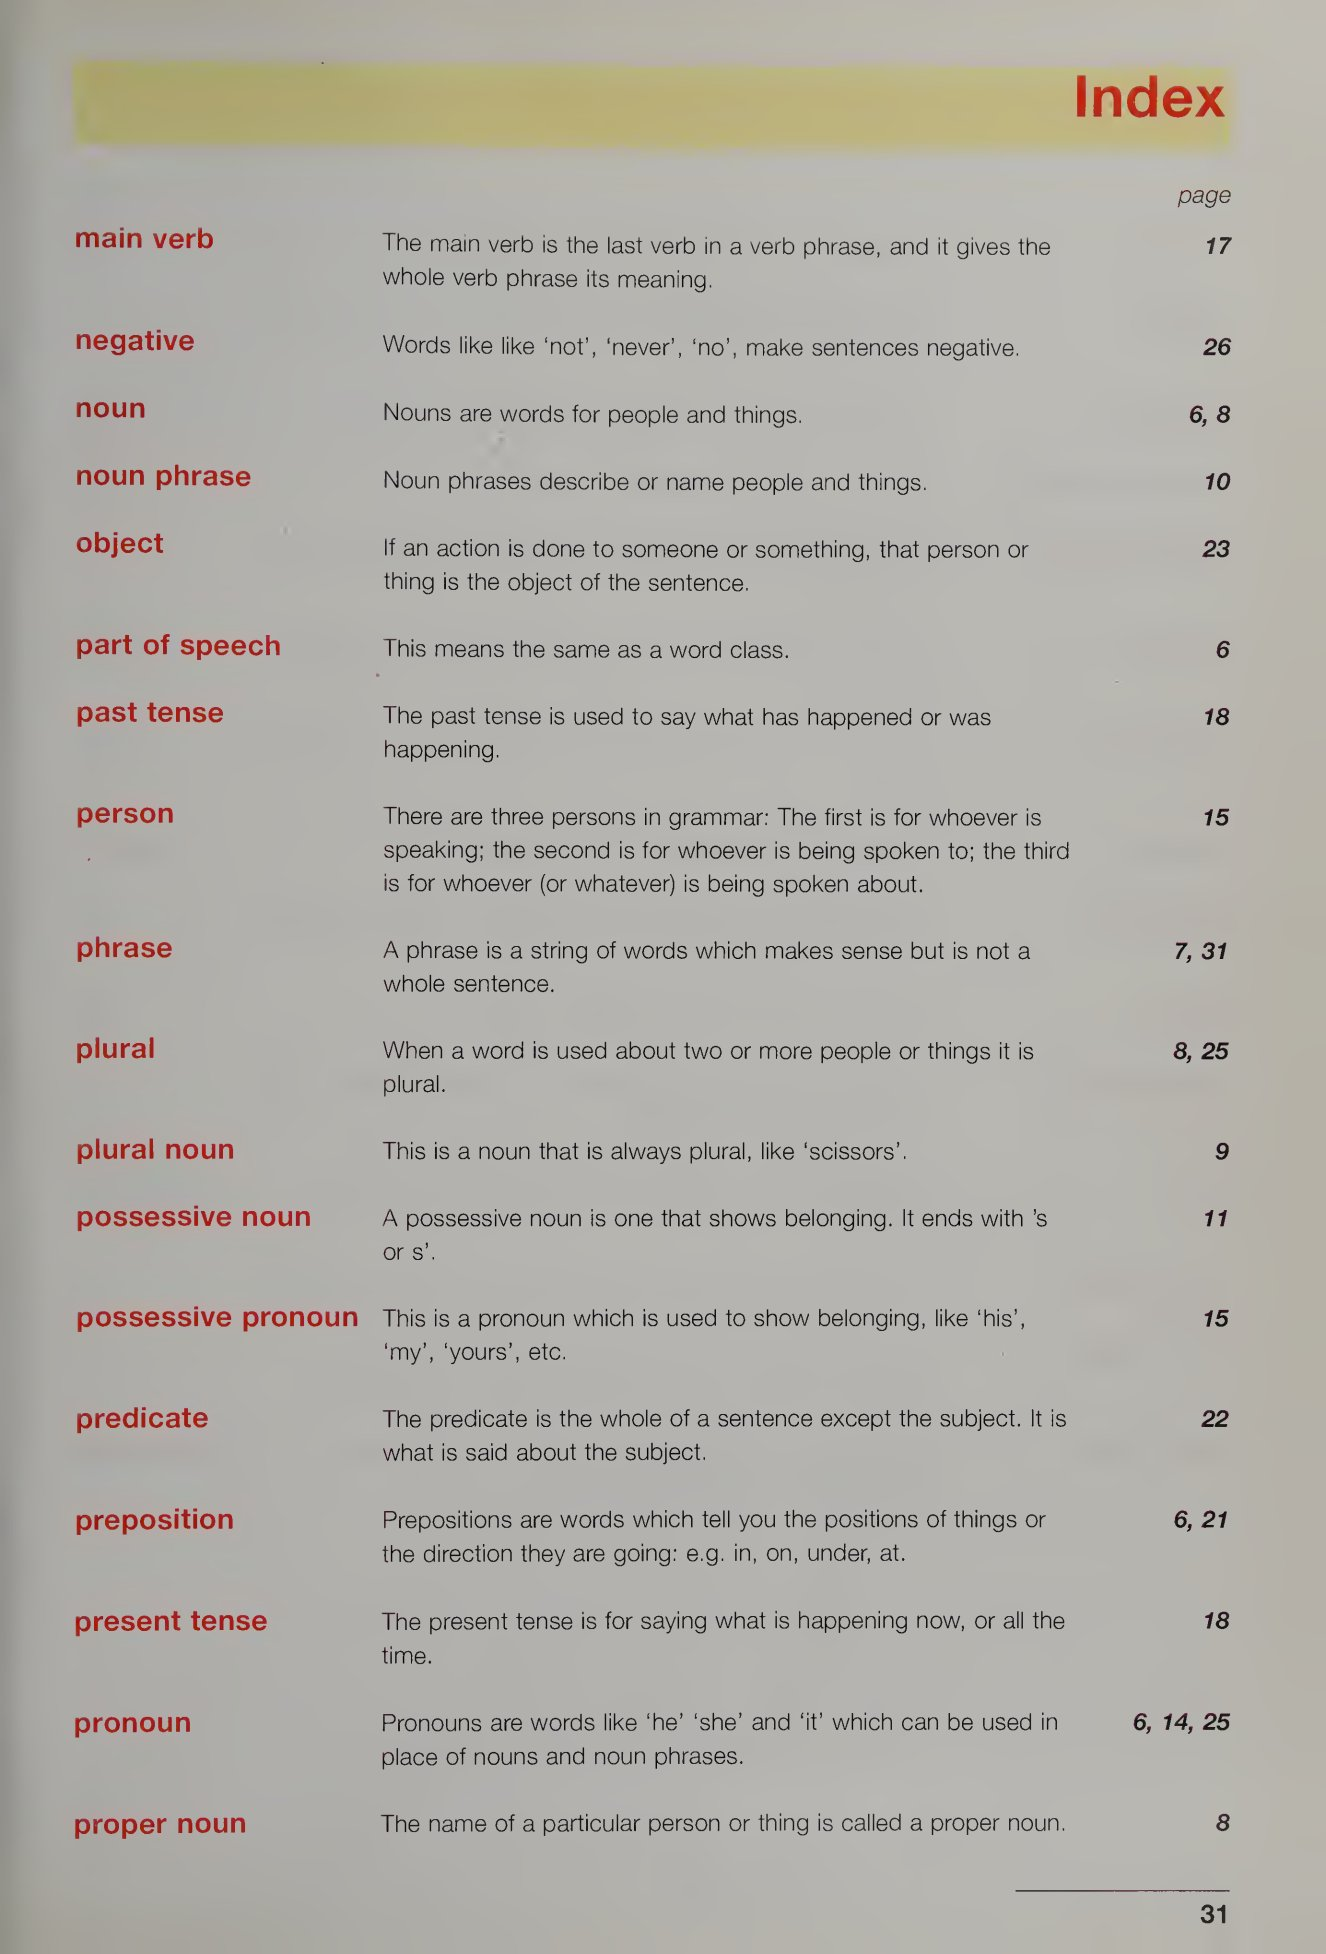 Index
page
main verb The main verb is the last verb in a verb phrase, and it gives the 17
whole verb phrase its meaning.
negative Words like like ‘not’, ‘never’, ‘no’, make sentences negative. 26
noun Nouns are words for people and things. 6, 8
noun phrase Noun phrases describe or name people and things. 10
object If an action is done to someone or something, that person or 23
thing is the object of the sentence.
part of speech This means the same as a word class. 6
past tense The past tense is used to say what has happened or was 18
happening.
person There are three persons in grammar: The first is for whoever is 15
speaking; the second is for whoever is being spoken to; the third
is for whoever (or whatever) is being spoken about.
phrase A phrase is a string of words which makes sense but is not a 7, 31
whole sentence.
plural When a word is used about two or more people or things it is 8, 25
plural.
plural noun This is a noun that is always plural, like ‘scissors’. 9
possessive noun A possessive noun is one that shows belonging. It ends with ’s 11
or s’.
possessive pronoun This is a pronoun which is used to show belonging, like ‘his’, 15
‘my’, ‘yours’, etc.
predicate The predicate is the whole of a sentence except the subject. It is 22
what is said about the subject.
preposition Prepositions are words which tell you the positions of things or 6, 21
the direction they are going: e.g. in, on, under, at.
present tense The present tense is for saying what is happening now, or all the 18
time.
pronoun Pronouns are words like ‘he’ ‘she’ and ‘it’ which can be used in 6, 14, 25
place of nouns and noun phrases.
proper noun The name of a particular person or thing is called a proper noun. 8
31